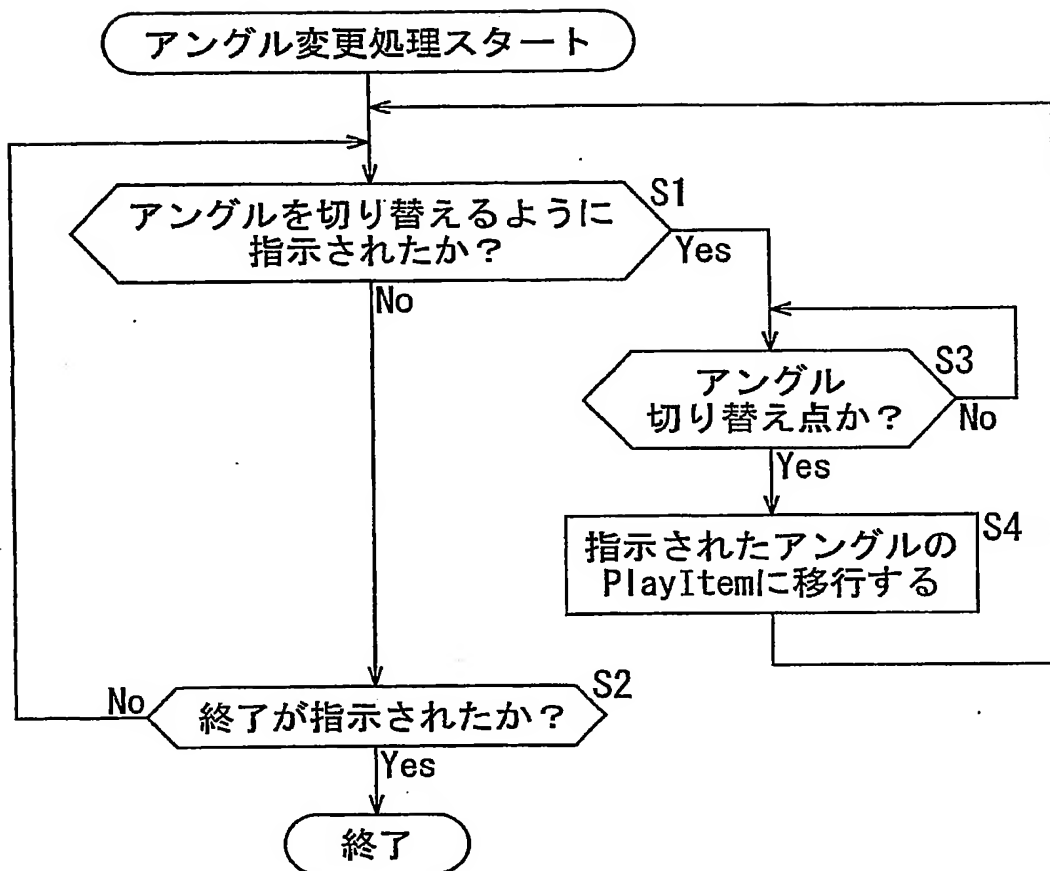 アングル変更処理スタート
アングルを切り替えるように
指示されたか？
S1
Yes
No
アングル
切り替え点か？
S3
No
Yes
指示されたアングルの
PlayItemに移行する
S4
終了が指示されたか？
S2
No
Yes
終了